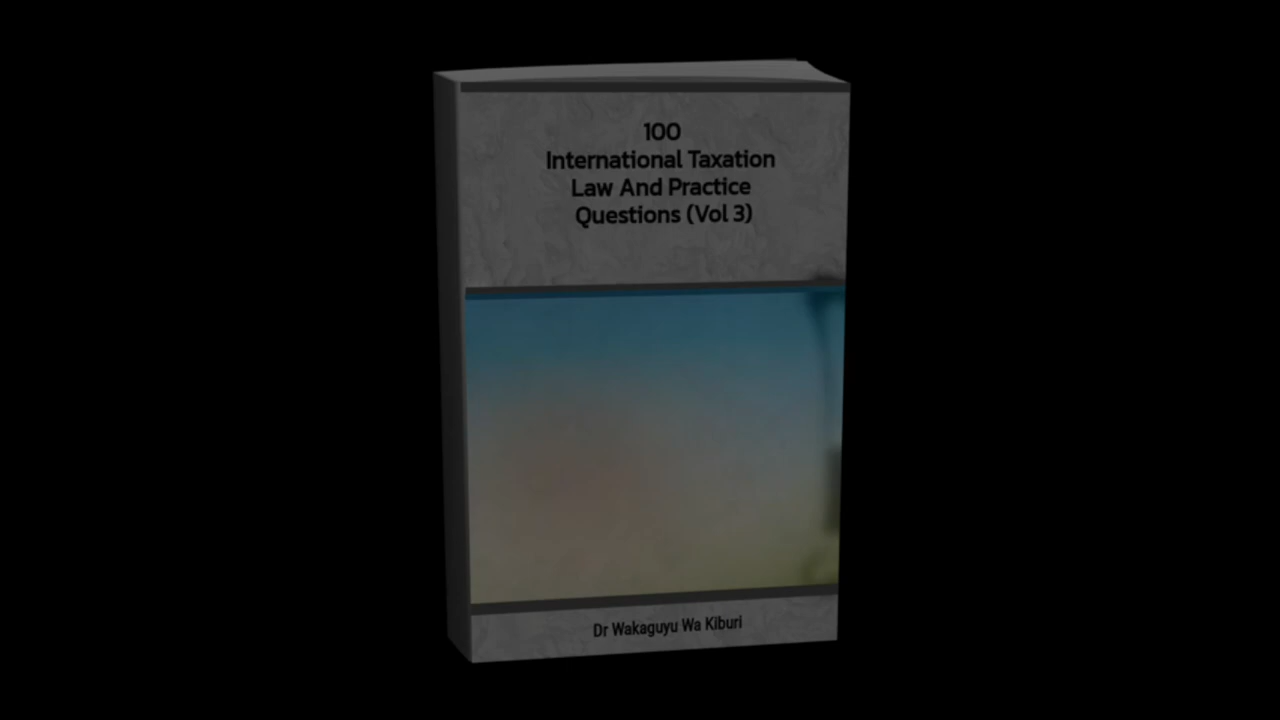 100
International Taxation
Law And Practice
Questions (Vol 3)
Dr Wakaguyu Wa Kiburi